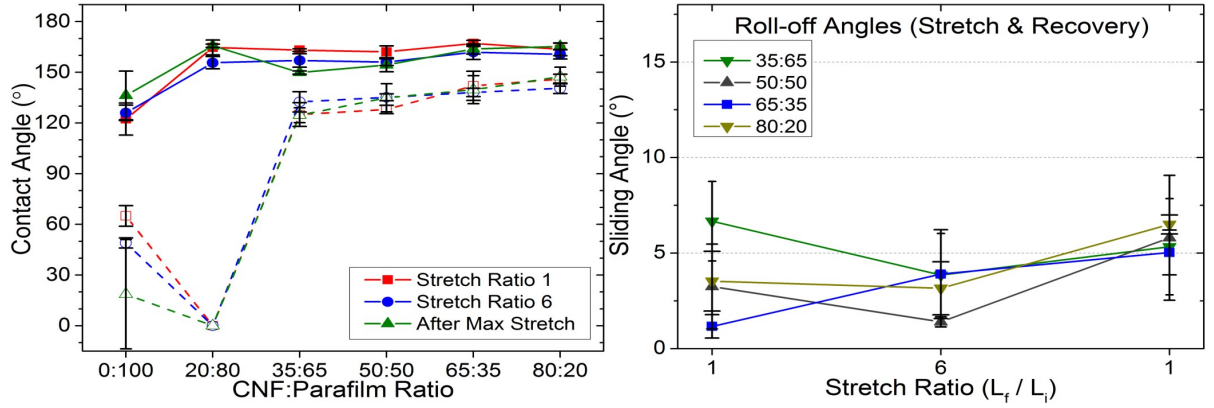 180
150
120
90
60
30
0
Contact Angle (°)
Stretch Ratio 1
Stretch Ratio 6
After Max Stretch
0:100 20:80 35:65 50:50 65:35 80:20
CNF:Parafilm Ratio
Roll-off Angles (Stretch & Recovery)
35:65
50:50
65:35
80:20
15
10
5
0
Sliding Angle (°)
1 6 1
Stretch Ratio (Lf / Li)